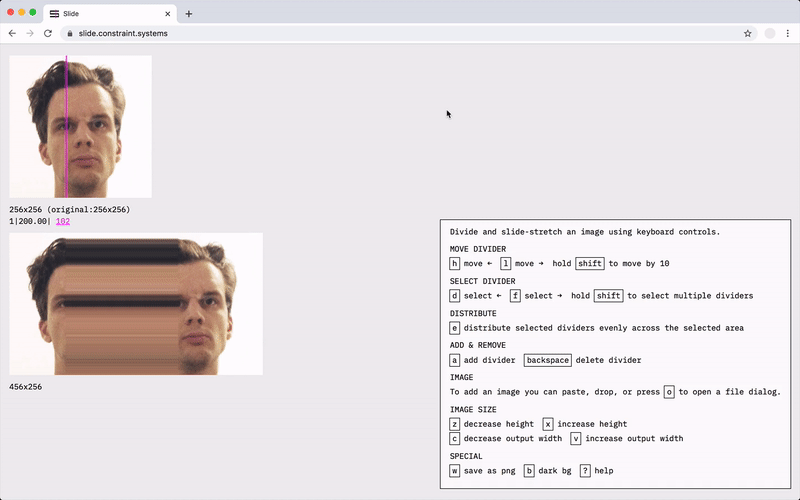 Slide
slide.constraint.systems
256x256 (original:256x256)
1|200.00| 102
456x256
Divide and slide-stretch an image using keyboard controls.
MOVE DIVIDER
h move ← l move → hold shift to move by 10
SELECT DIVIDER
d select ← f select → hold shift to select multiple dividers
DISTRIBUTE
e distribute selected dividers evenly across the selected area
ADD & REMOVE
a add divider backspace delete divider
IMAGE
To add an image you can paste, drop, or press o to open a file dialog.
IMAGE SIZE
z decrease height x increase height
c decrease output width v increase output width
SPECIAL
w save as png b dark bg ? help